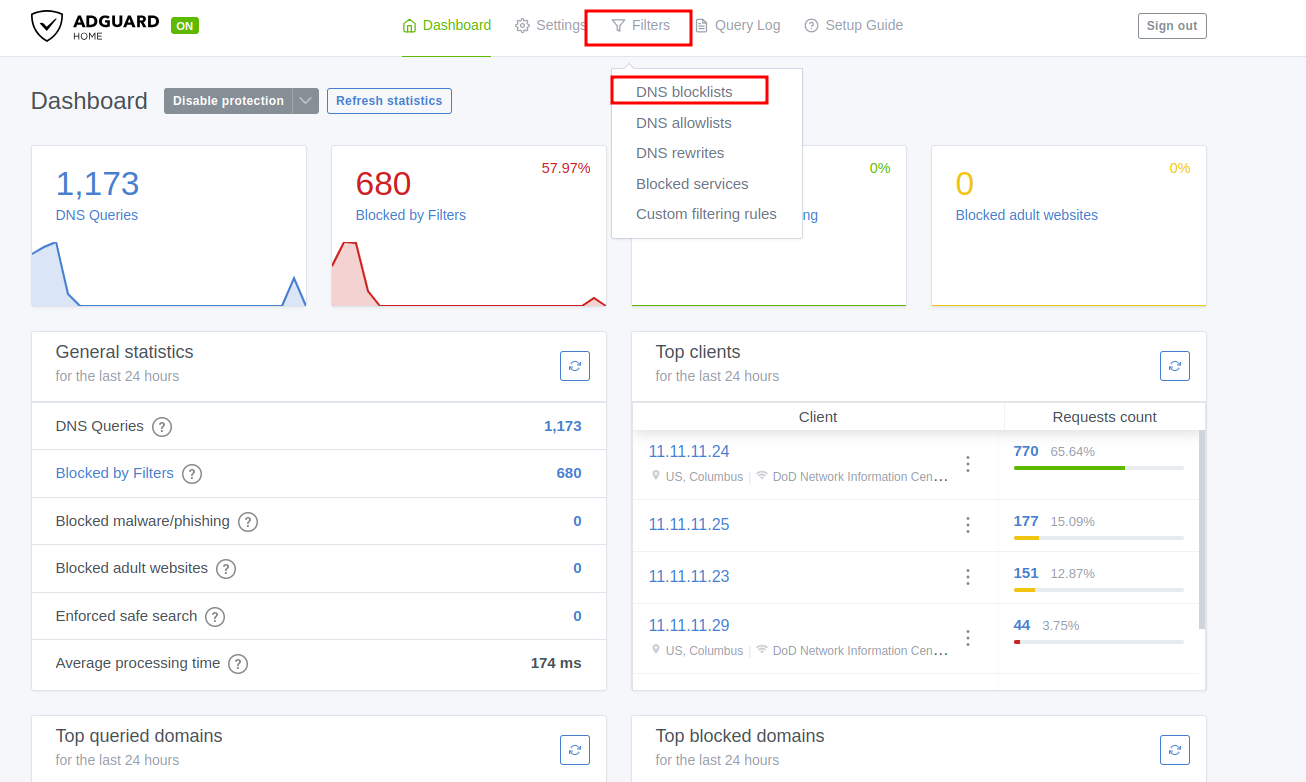 ADGUARD
HOME
ON
Dashboard
Settings
Filters
Query Log
Setup Guide
Sign out
DNS blocklists
DNS allowlists
DNS rewrites
Blocked services
Custom filtering rules
Dashboard
Disable protection
Refresh statistics
1,173
DNS Queries
57.97%
680
Blocked by Filters
0%
ng
0%
0
Blocked adult websites
General statistics
for the last 24 hours
DNS Queries ? 1,173
Blocked by Filters ? 680
Blocked malware/phishing ? 0
Blocked adult websites ? 0
Enforced safe search ? 0
Average processing time ? 174 ms
Top clients
for the last 24 hours
Client Requests count
11.11.11.24 770 65.64%
US, Columbus | DoD Network Information Cen...
11.11.11.25 177 15.09%
11.11.11.23 151 12.87%
11.11.11.29 44 3.75%
US, Columbus | DoD Network Information Cen...
Top queried domains
for the last 24 hours
Top blocked domains
for the last 24 hours